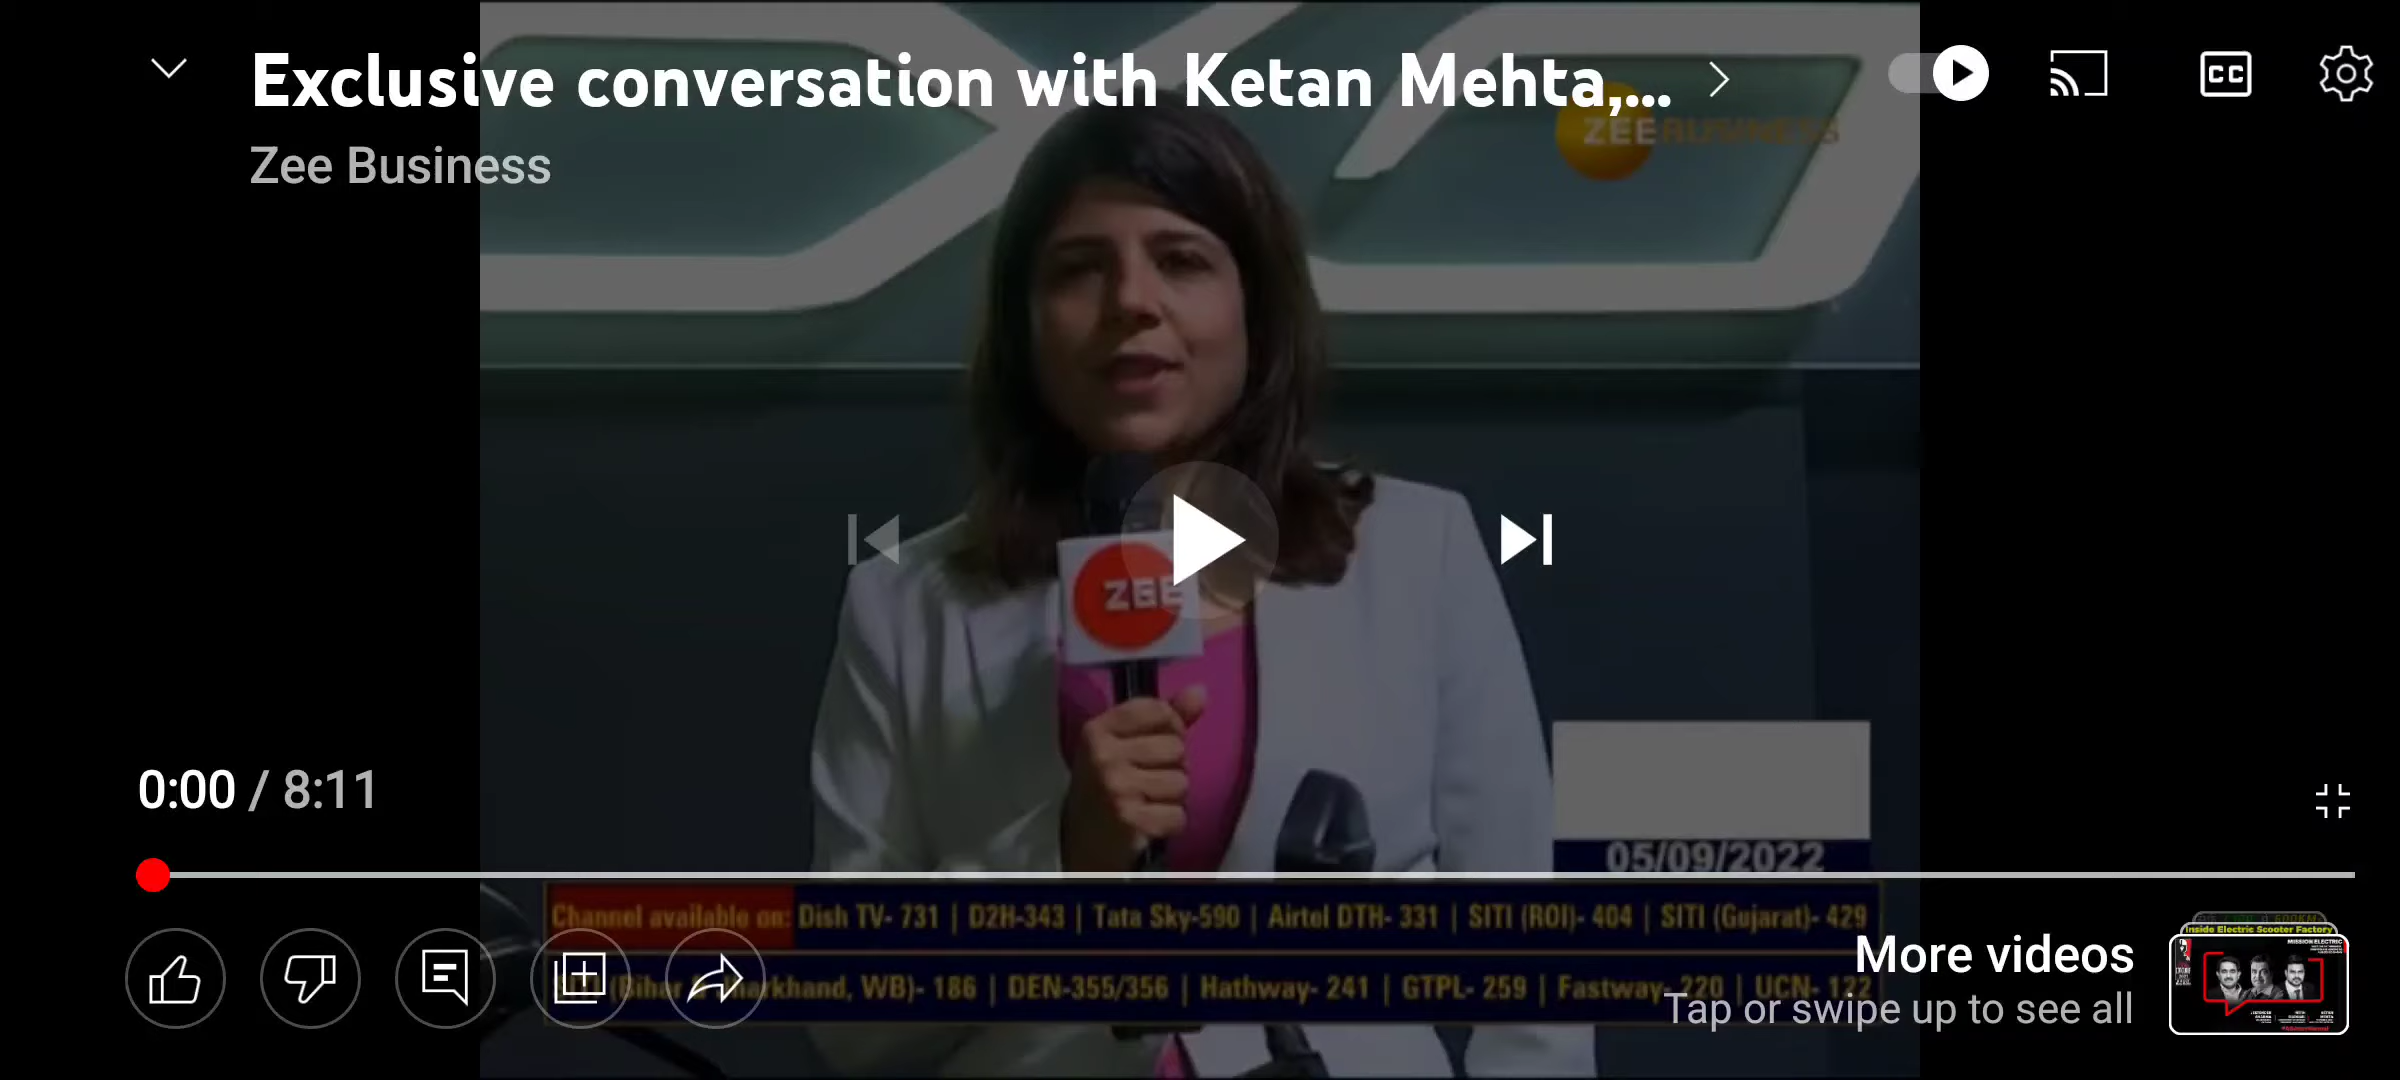 Exclusive conversation with Ketan Mehta,...
Zee Business
ZEE BUSINESS
CC
ZEE
0:00 / 8:11
05/09/2022
Channel available on: Dish TV- 731 | D2H-343 | Tata Sky-590 | Airtel DTH- 331 | SITI (ROI)- 404 | SITI (Gujarat)- 429
(Bihar & Jharkhand, WB)- 186 | DEN-355/356 | Hathway- 241 | GTPL- 259 | Fastway- 220 | UCN- 122
More videos
Tap or swipe up to see all
Inside Electric Scooter Factory
MISSION ELECTRIC